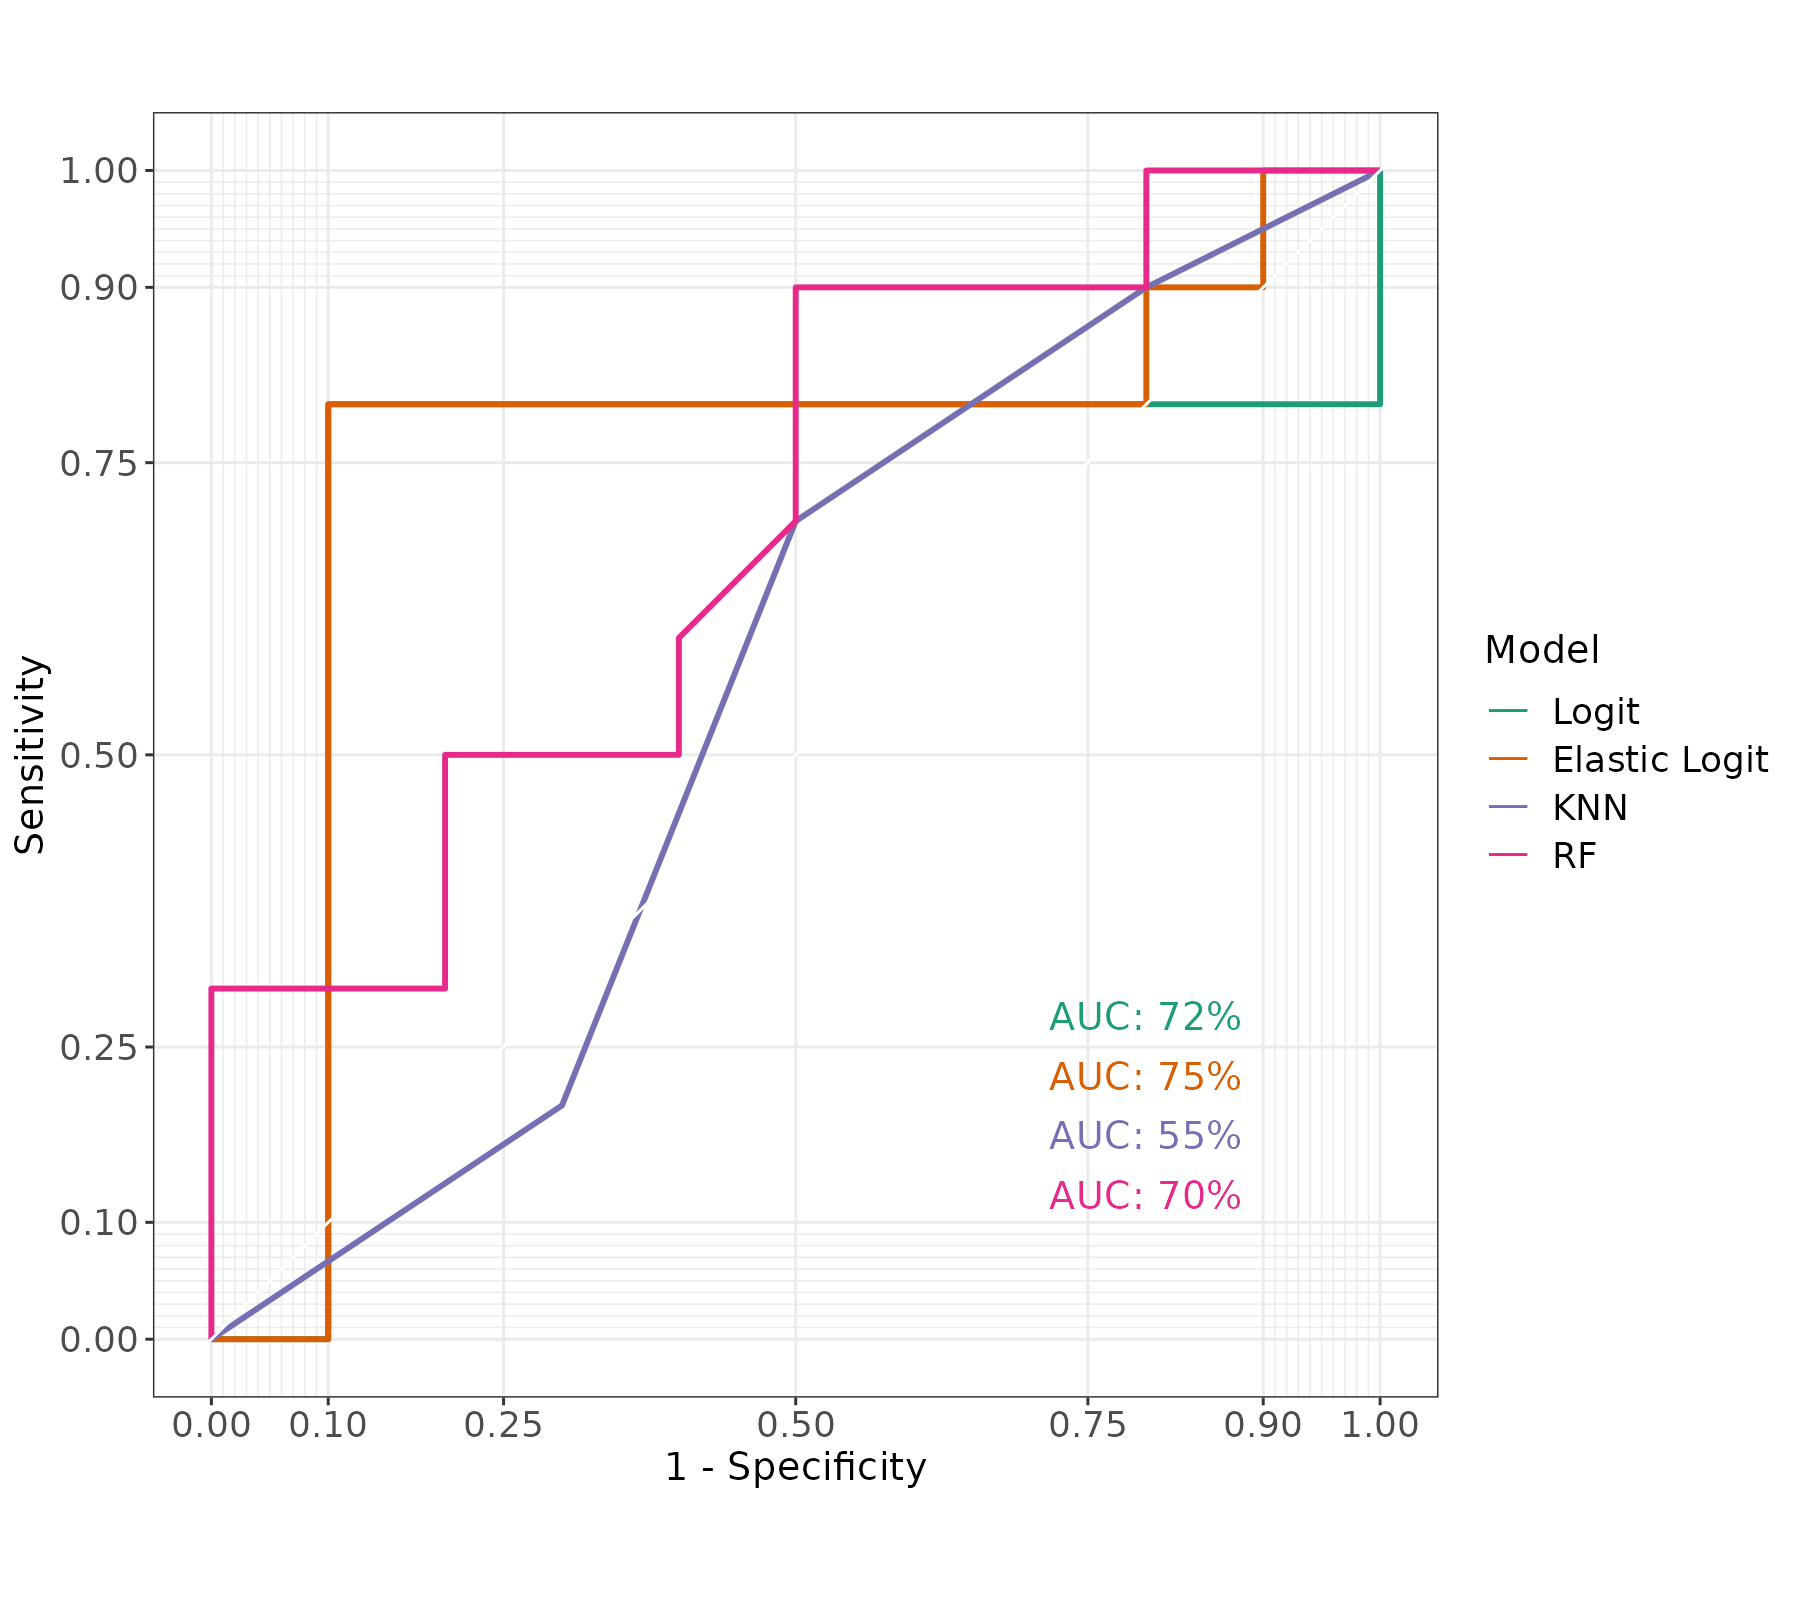 1.00
0.90
0.75
0.50
0.25
0.10
0.00
Sensitivity
0.00 0.10 0.25 0.50 0.75 0.90 1.00
1 - Specificity
AUC: 72%
AUC: 75%
AUC: 55%
AUC: 70%
Model
Logit
Elastic Logit
KNN
RF